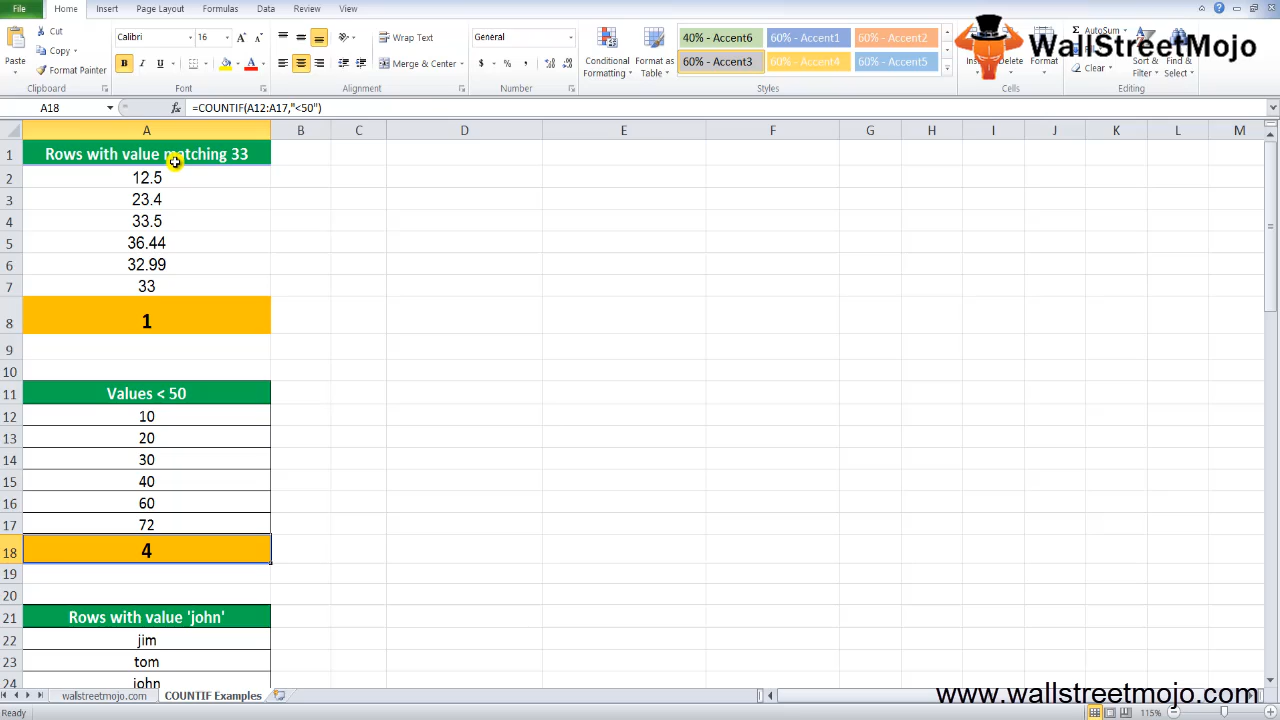 File Home Insert Page Layout Formulas Data Review View
Cut
Copy
Format Painter
Paste
Clipboard
Calibri 16
B I U
Font
Wrap Text
Merge & Center
Alignment
General
$ % ,
Number
Conditional Formatting
Format as Table
40% - Accent6 60% - Accent1 60% - Accent2
60% - Accent3 60% - Accent4 60% - Accent5
Styles
Format
Cells
AutoSum
Fill
Clear
Sort & Filter
Find & Select
Editing
WallStreetMojo
A18 fx =COUNTIF(A12:A17,"<50")
A B C D E F G H I J K L M
1 Rows with value matching 33
2 12.5
3 23.4
4 33.5
5 36.44
6 32.99
7 33
8 1
9
10
11 Values < 50
12 10
13 20
14 30
15 40
16 60
17 72
18 4
19
20
21 Rows with value 'john'
22 jim
23 tom
24 john
wallstreetmojo.com COUNTIF Examples
www.wallstreetmojo.com
Ready 115%